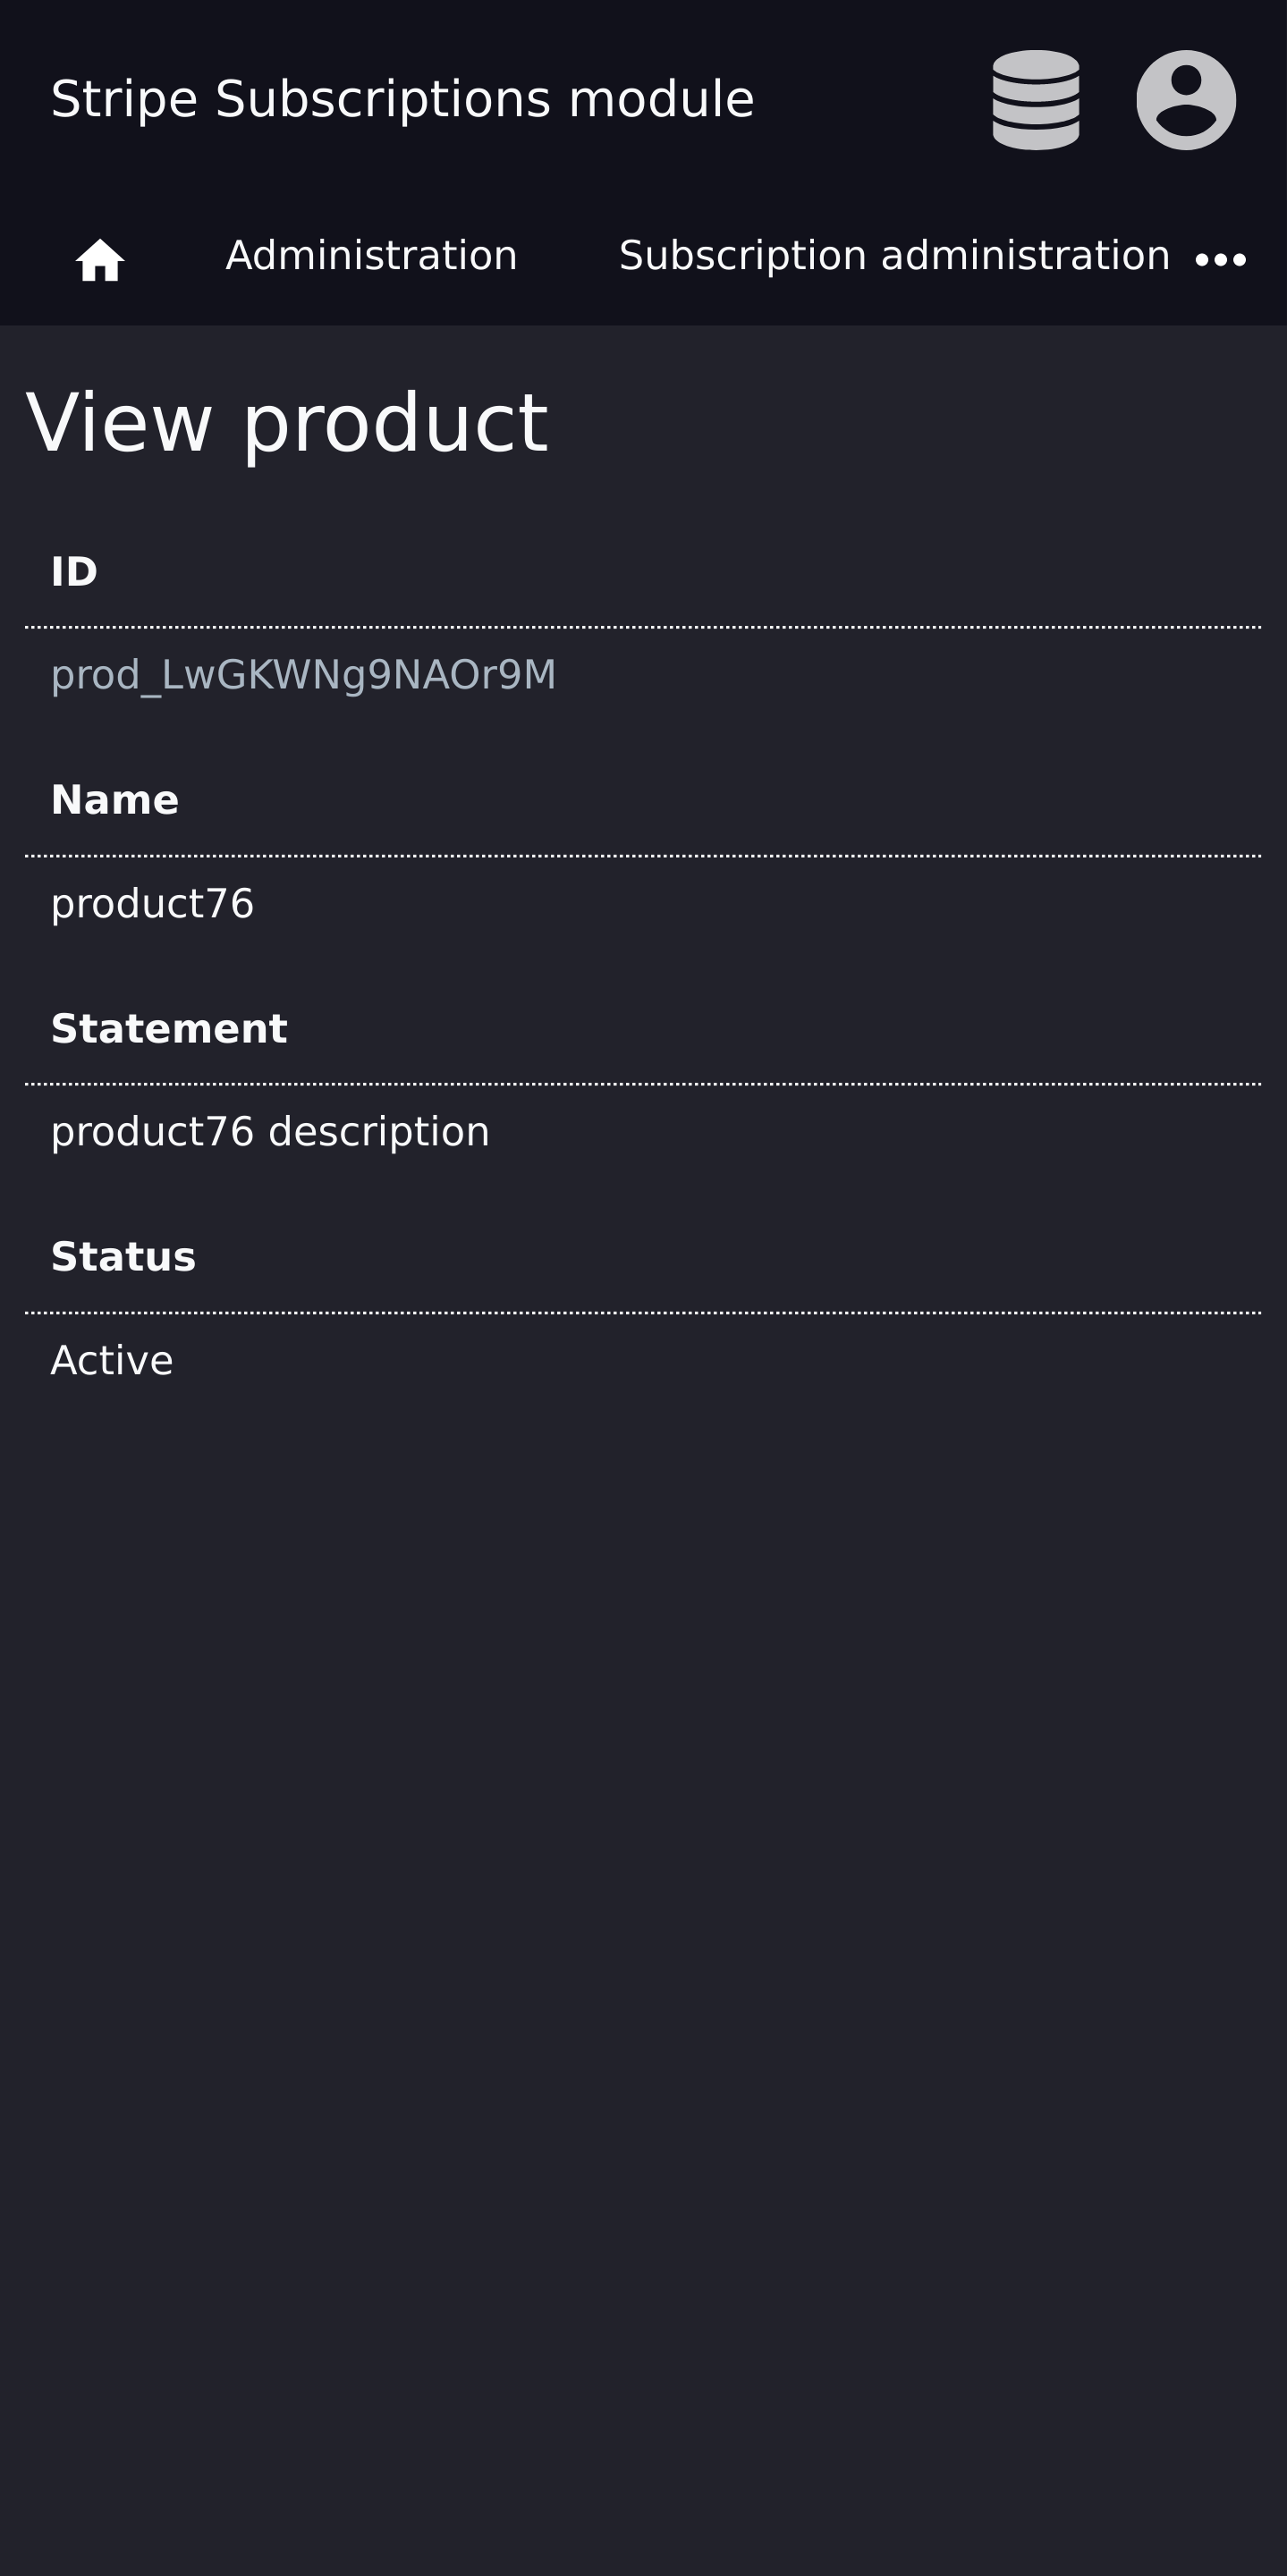 Stripe Subscriptions module
Administration Subscription administration
View product
ID
prod_LwGKWNg9NAOr9M
Name
product76
Statement
product76 description
Status
Active